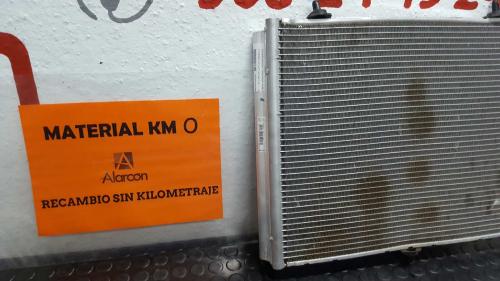 MATERIAL KM 0
Alarcon
RECAMBIO SIN KILOMETRAJE